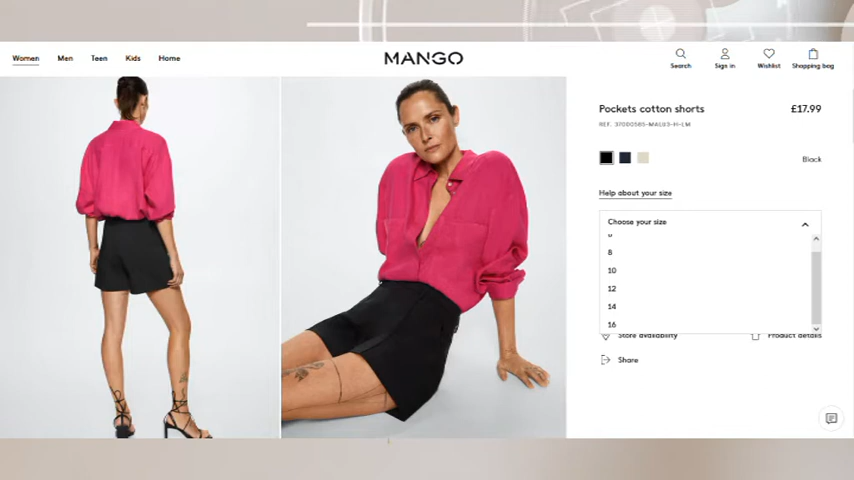 Women Men Teen Kids Home
MANGO
Search Sign in Wishlist Shopping bag
Pockets cotton shorts £17.99
Black
Help about your size
Choose your size
8
10
12
14
16
Store availability Product details
Share